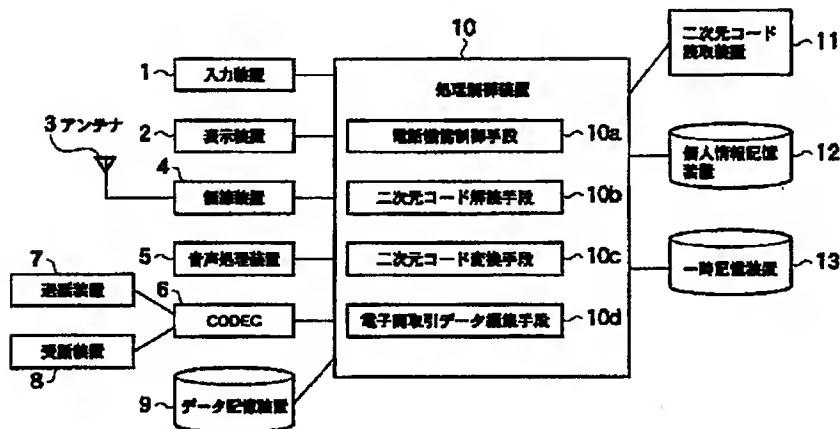 10
11
二次元コード
読取装置
1
入力装置
処理制御装置
3 アンテナ
2
表示装置
電話機能制御手段
10a
個人情報記憶
装置
12
4
無線装置
二次元コード解読手段
10b
5
音声処理装置
二次元コード変換手段
10c
一時記憶装置
13
7
送話装置
6
CODEC
電子商取引データ編集手段
10d
受話装置
8
9
データ記憶装置